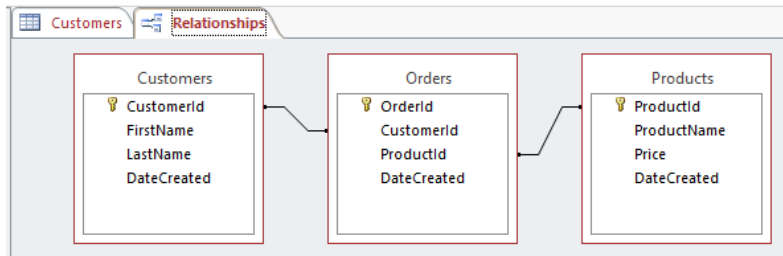 Customers
Relationships
Customers
CustomerId
FirstName
LastName
DateCreated
Orders
OrderId
CustomerId
ProductId
DateCreated
Products
ProductId
ProductName
Price
DateCreated